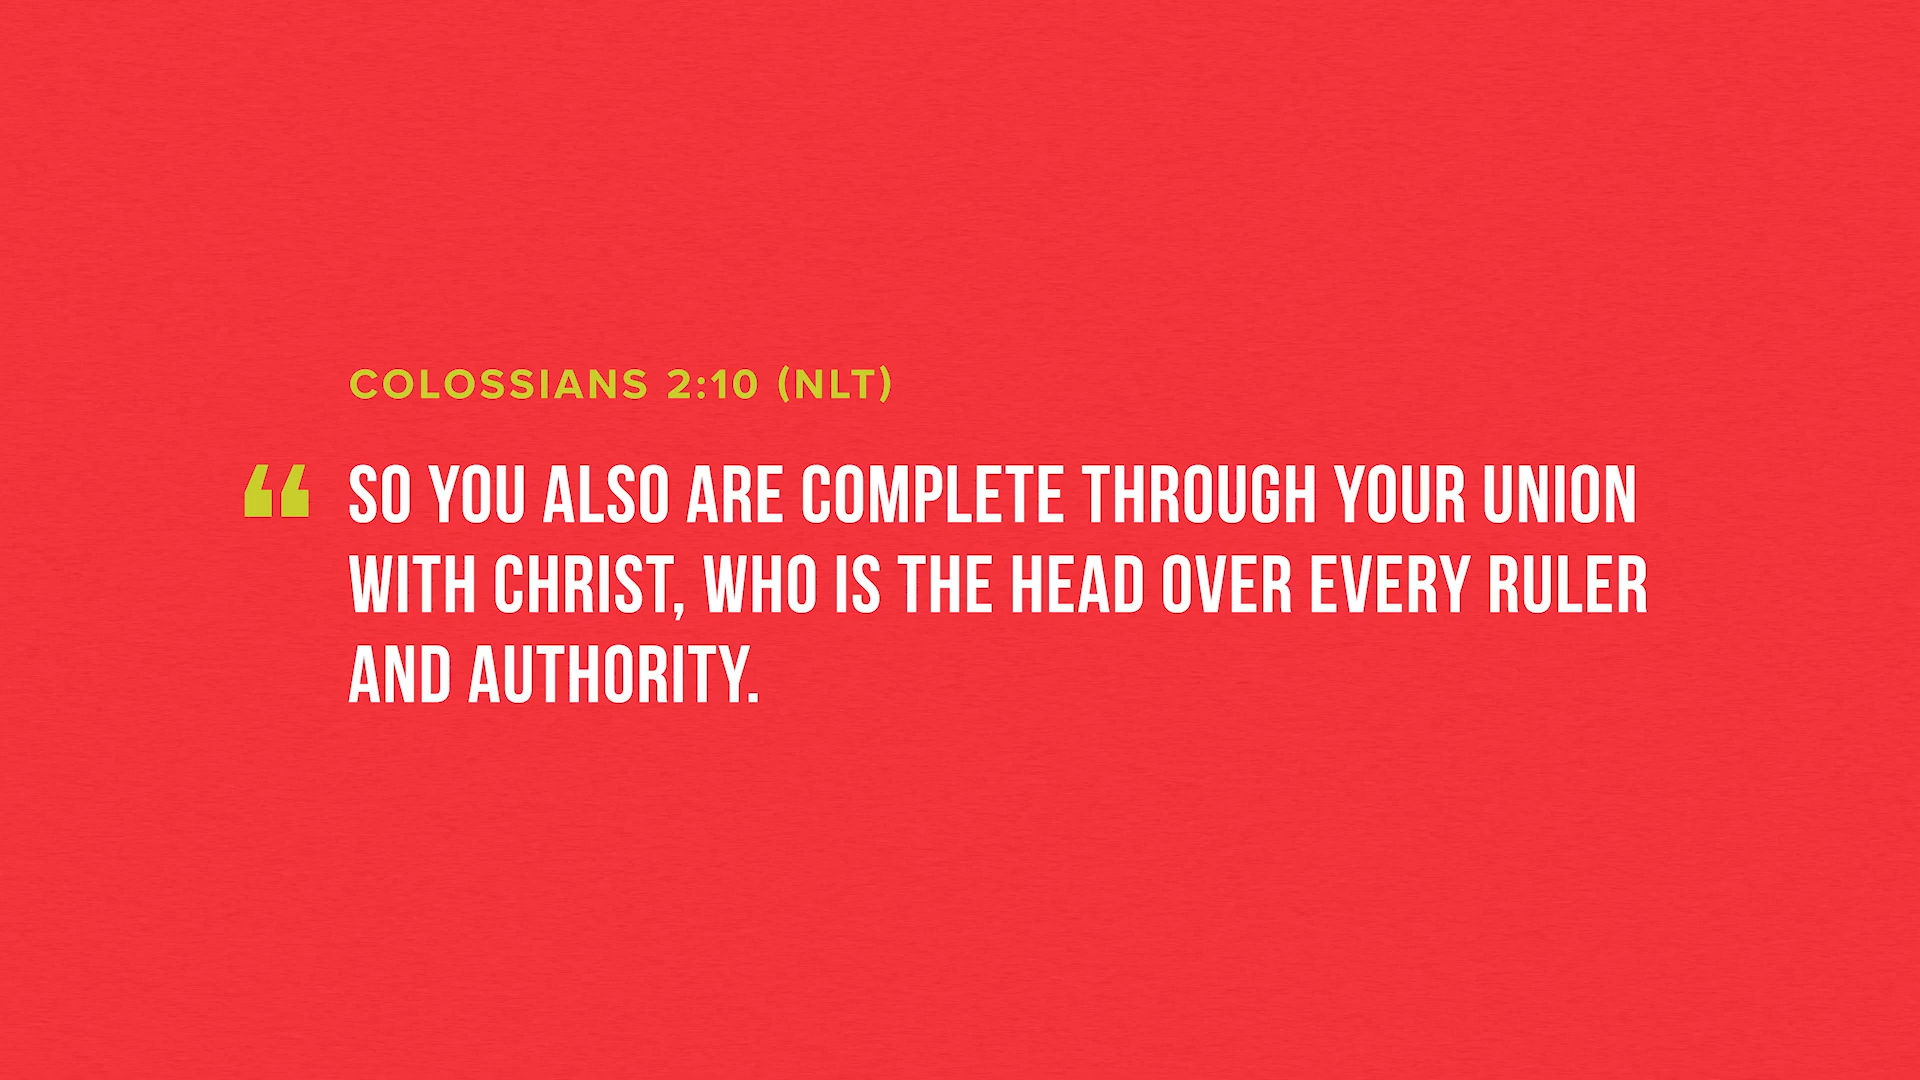 COLOSSIANS 2:10 (NLT)
“ SO YOU ALSO ARE COMPLETE THROUGH YOUR UNION
WITH CHRIST, WHO IS THE HEAD OVER EVERY RULER
AND AUTHORITY.